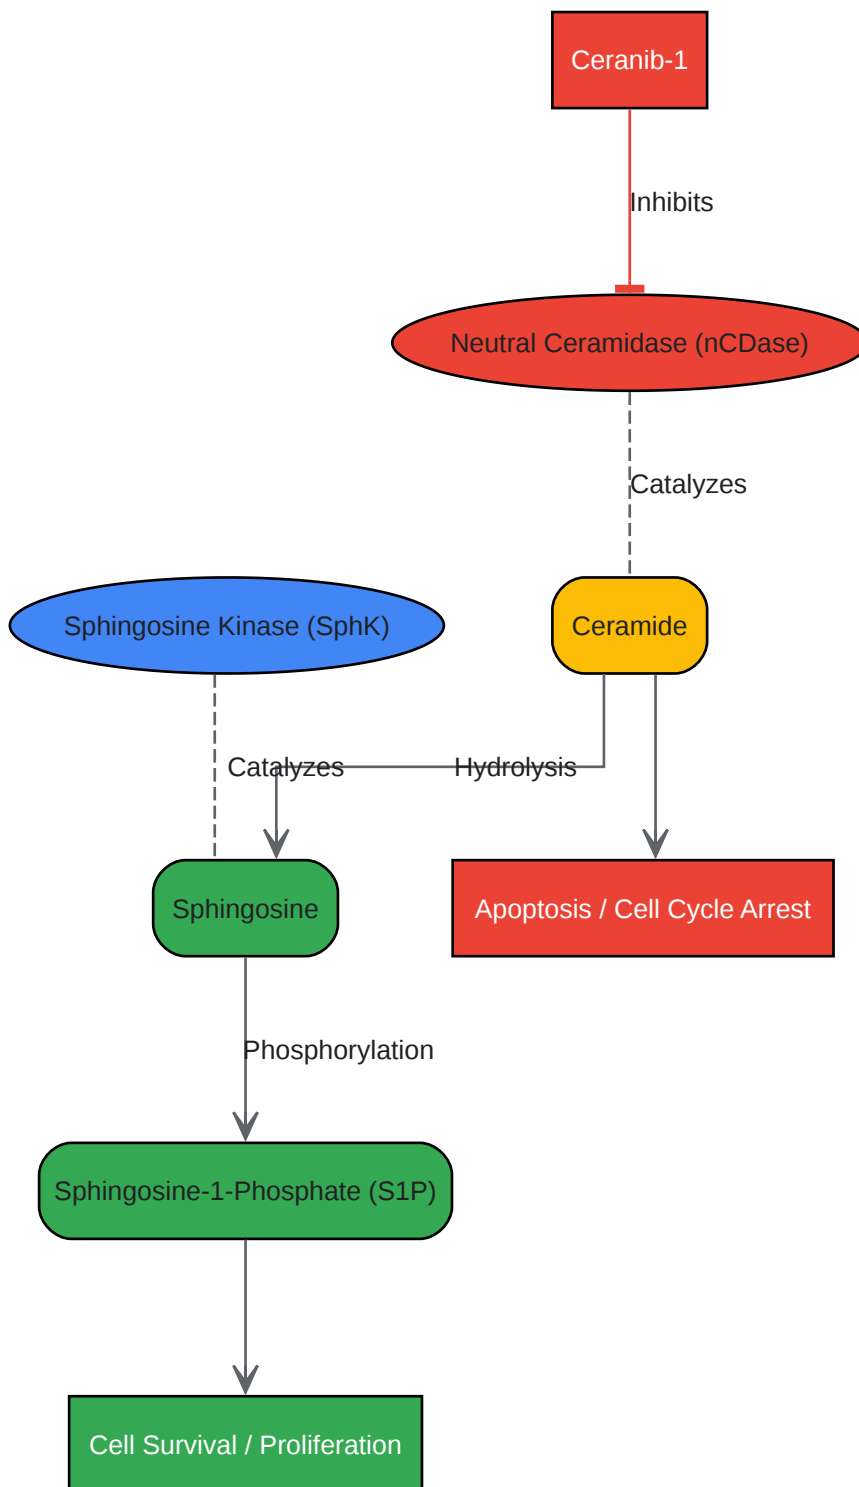 Ceranib-1
Inhibits
Neutral Ceramidase (nCDase)
Catalyzes
Sphingosine Kinase (SphK)
Ceramide
Catalyzes
Hydrolysis
Sphingosine
Apoptosis / Cell Cycle Arrest
Phosphorylation
Sphingosine-1-Phosphate (S1P)
Cell Survival / Proliferation